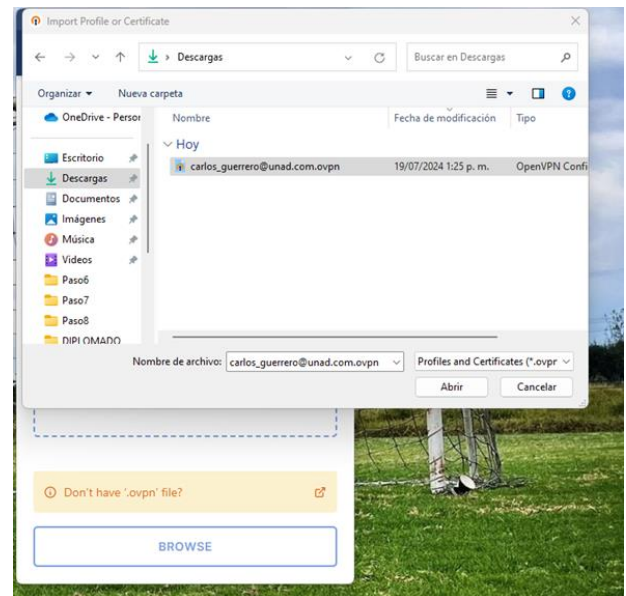 Import Profile or Certificate
Descargas
Buscar en Descargas
Organizar
Nueva carpeta
OneDrive - Persor
Nombre
Fecha de modificación
Tipo
Hoy
Escritorio
carlos_guerrero@unad.com.ovpn
19/07/2024 1:25 p. m.
OpenVPN Confi
Descargas
Documentos
Imágenes
Música
Videos
Paso6
Paso7
Paso8
DIPLOMADO
Nombre de archivo:
carlos_guerrero@unad.com.ovpn
Profiles and Certificates (*.ovpr
Abrir
Cancelar
Don't have '.ovpn' file?
BROWSE